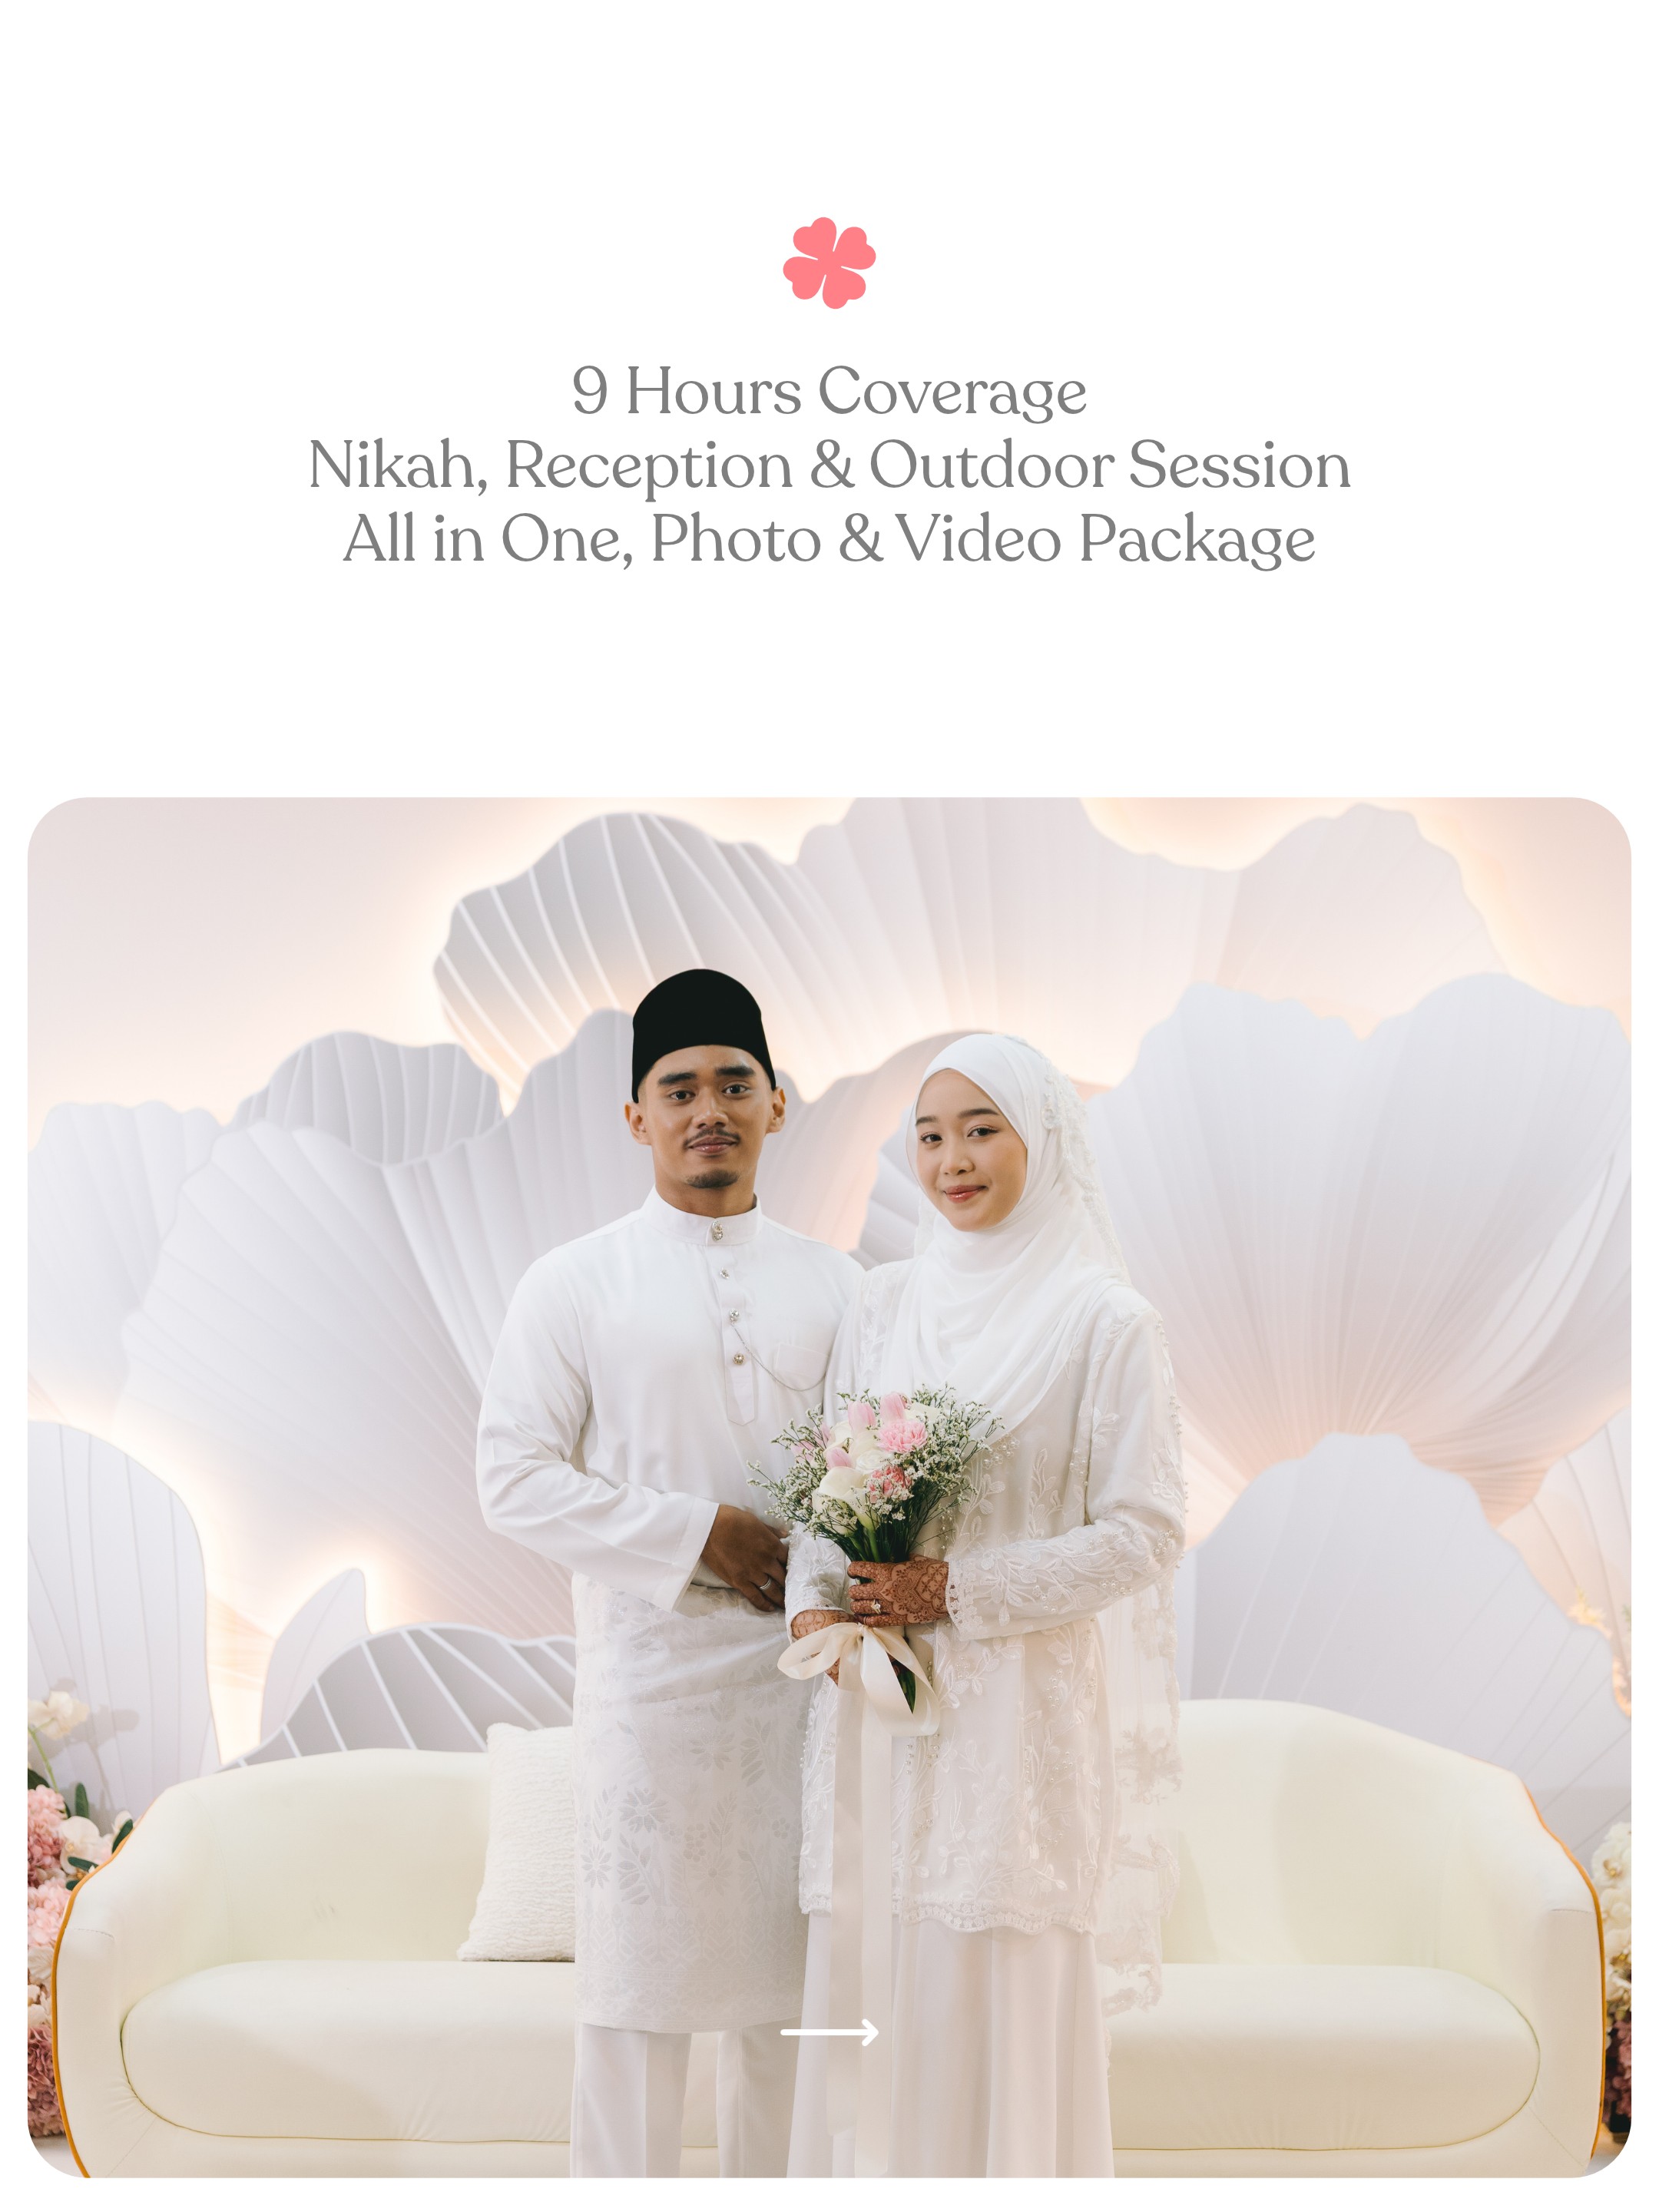 9 Hours Coverage
Nikah, Reception & Outdoor Session
All in One, Photo & Video Package